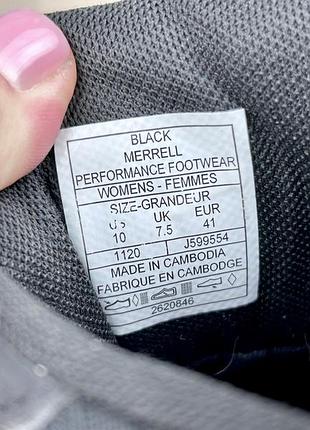 BLACK
MERRELL
PERFORMANCE FOOTWEAR
WOMENS - FEMMES
SIZE-GRANDEUR
US UK EUR
10 7.5 41
1120 J599554
MADE IN CAMBODIA
FABRIQUE EN CAMBODGE
2620846